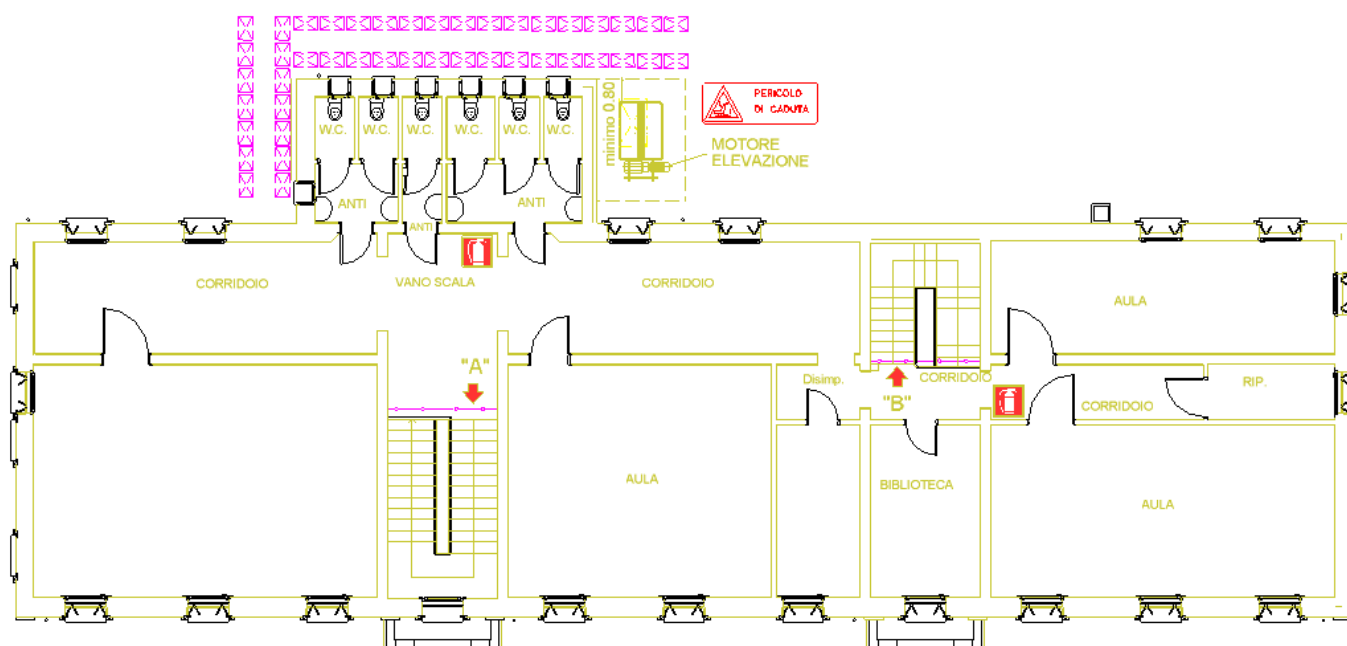 PERICOLO
DI CADUTA
minimo 0.80
MOTORE
ELEVAZIONE
W.C.
W.C.
W.C.
W.C.
W.C.
W.C.
ANTI
ANTI
ANTI
CORRIDOIO
VANO SCALA
CORRIDOIO
AULA
"A"
Disimp.
CORRIDOIO
"B"
CORRIDOIO
RIP.
AULA
BIBLIOTECA
AULA